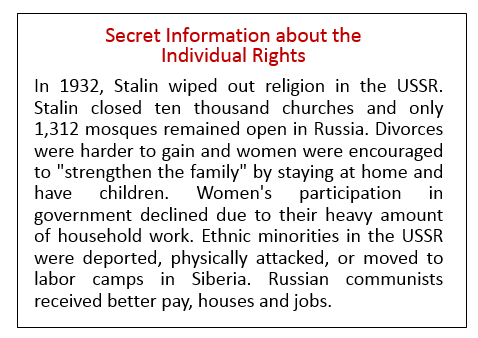 Secret Information about the
Individual Rights
In 1932, Stalin wiped out religion in the USSR.
Stalin closed ten thousand churches and only
1,312 mosques remained open in Russia. Divorces
were harder to gain and women were encouraged
to "strengthen the family" by staying at home and
have children. Women's participation in
government declined due to their heavy amount
of household work. Ethnic minorities in the USSR
were deported, physically attacked, or moved to
labor camps in Siberia. Russian communists
received better pay, houses and jobs.